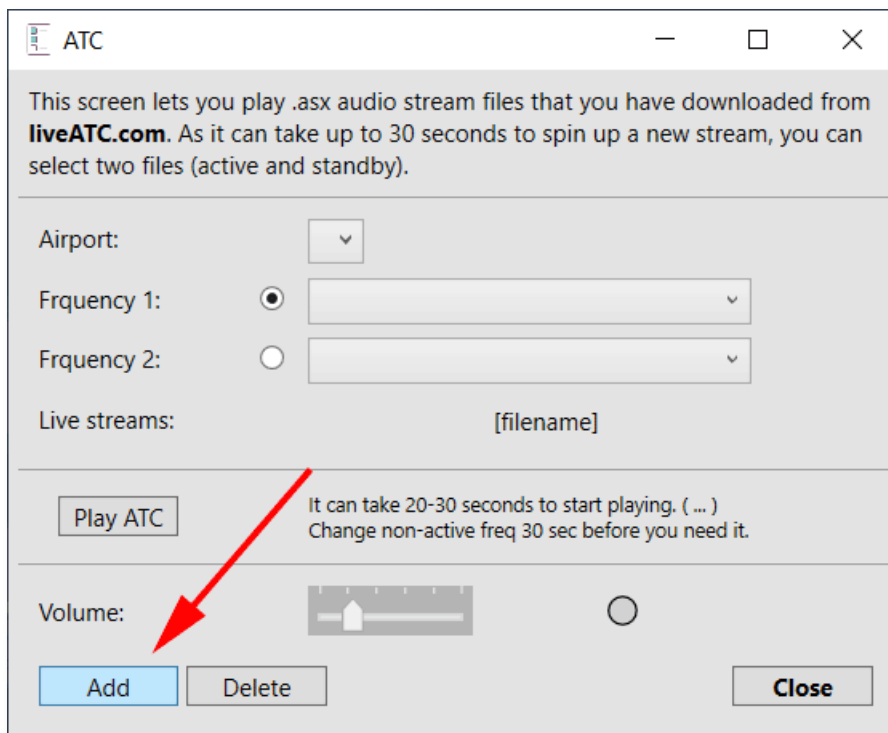 ATC
This screen lets you play .asx audio stream files that you have downloaded from
liveATC.com. As it can take up to 30 seconds to spin up a new stream, you can
select two files (active and standby).
Airport:
Frquency 1:
Frquency 2:
Live streams: [filename]
Play ATC
It can take 20-30 seconds to start playing. ( ... )
Change non-active freq 30 sec before you need it.
Volume:
Add Delete Close